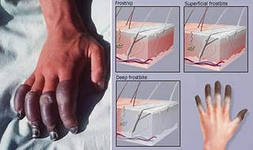 Frostnip
Superficial frostbite
Deep frostbite